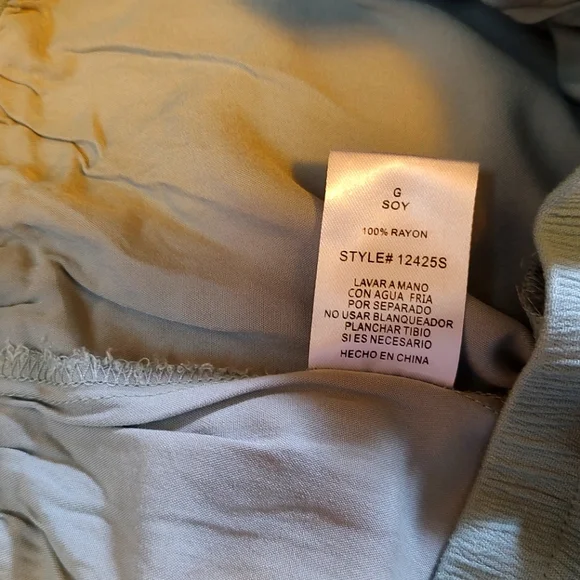 G
SOY
100% RAYON
STYLE# 12425S
LAVAR A MANO
CON AGUA FRIA
POR SEPARADO
NO USAR BLANQUEADOR
PLANCHAR TIBIO
SI ES NECESARIO
HECHO EN CHINA